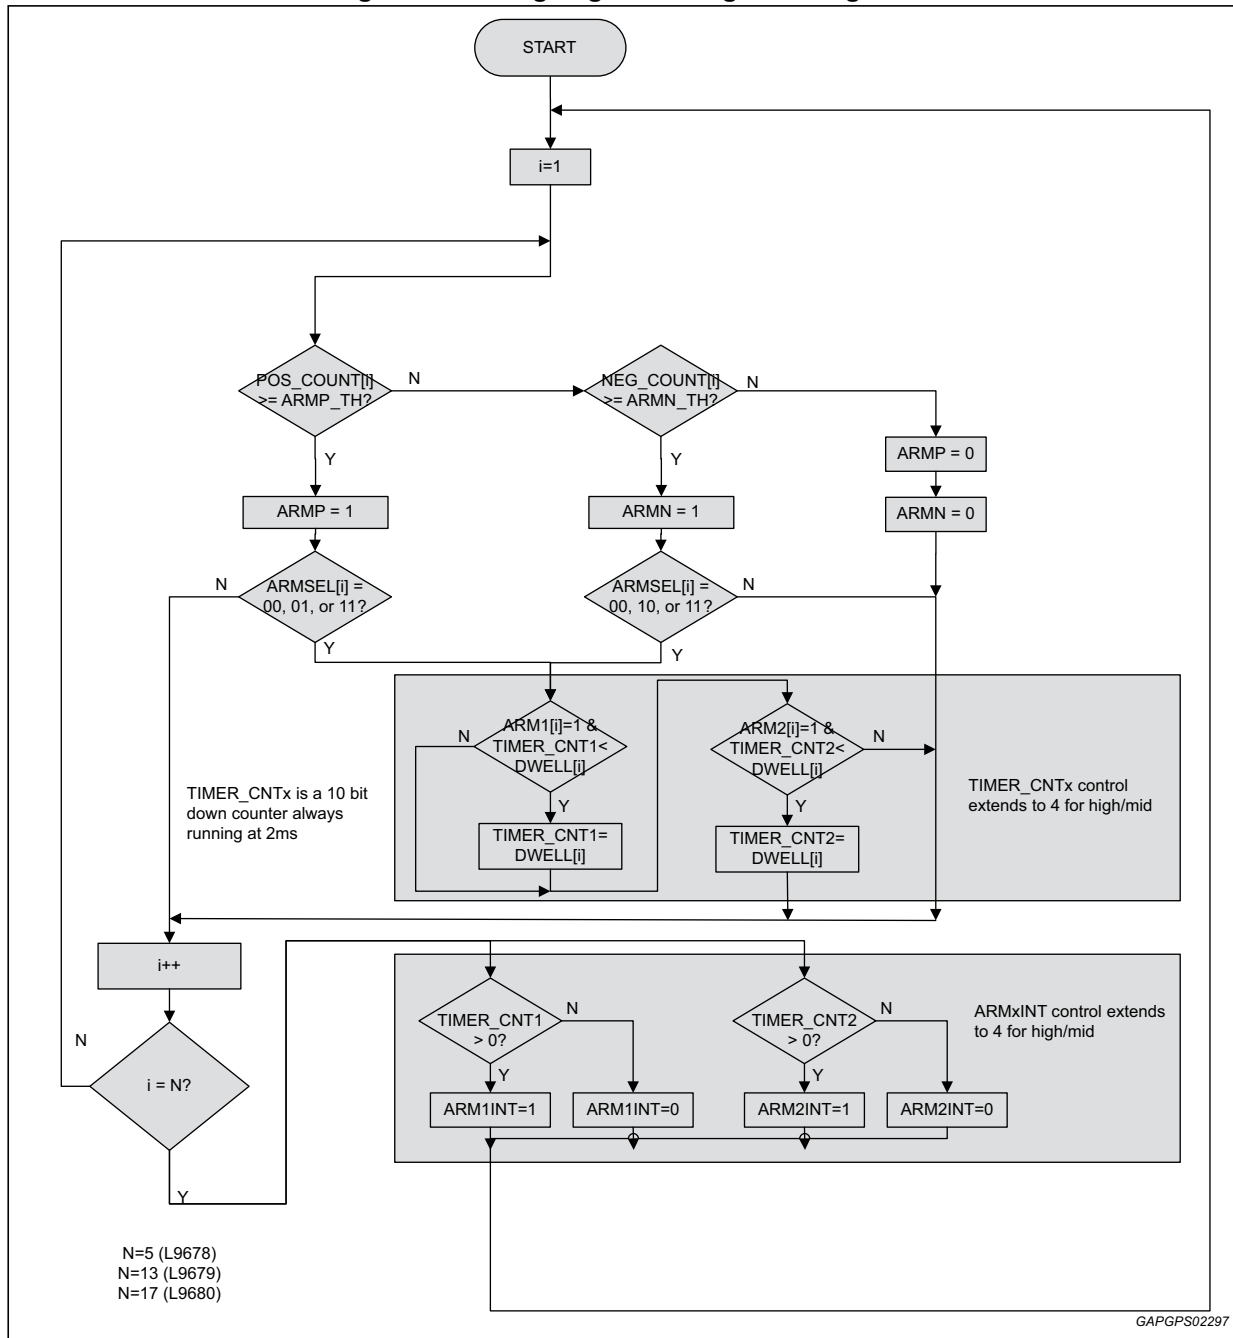 START
i=1
POS_COUNT[i]
>= ARMP_TH?
N
NEG_COUNT[i]
>= ARMN_TH?
N
Y
Y
ARMP = 0
ARMP = 1
ARMN = 1
ARMN = 0
N
ARMSEL[i] =
00, 01, or 11?
ARMSEL[i] =
00, 10, or 11?
N
Y
Y
N
ARM1[i]=1 &
TIMER_CNT1<
DWELL[i]
ARM2[i]=1 &
TIMER_CNT2<
DWELL[i]
N
TIMER_CNTx is a 10 bit
down counter always
running at 2ms
TIMER_CNTx control
extends to 4 for high/mid
Y
Y
TIMER_CNT1=
DWELL[i]
TIMER_CNT2=
DWELL[i]
i++
TIMER_CNT1
> 0?
N
TIMER_CNT2
> 0?
N
ARMxINT control extends
to 4 for high/mid
N
i = N?
Y
Y
ARM1INT=1
ARM1INT=0
ARM2INT=1
ARM2INT=0
Y
N=5 (L9678)
N=13 (L9679)
N=17 (L9680)
GAPGPS02297